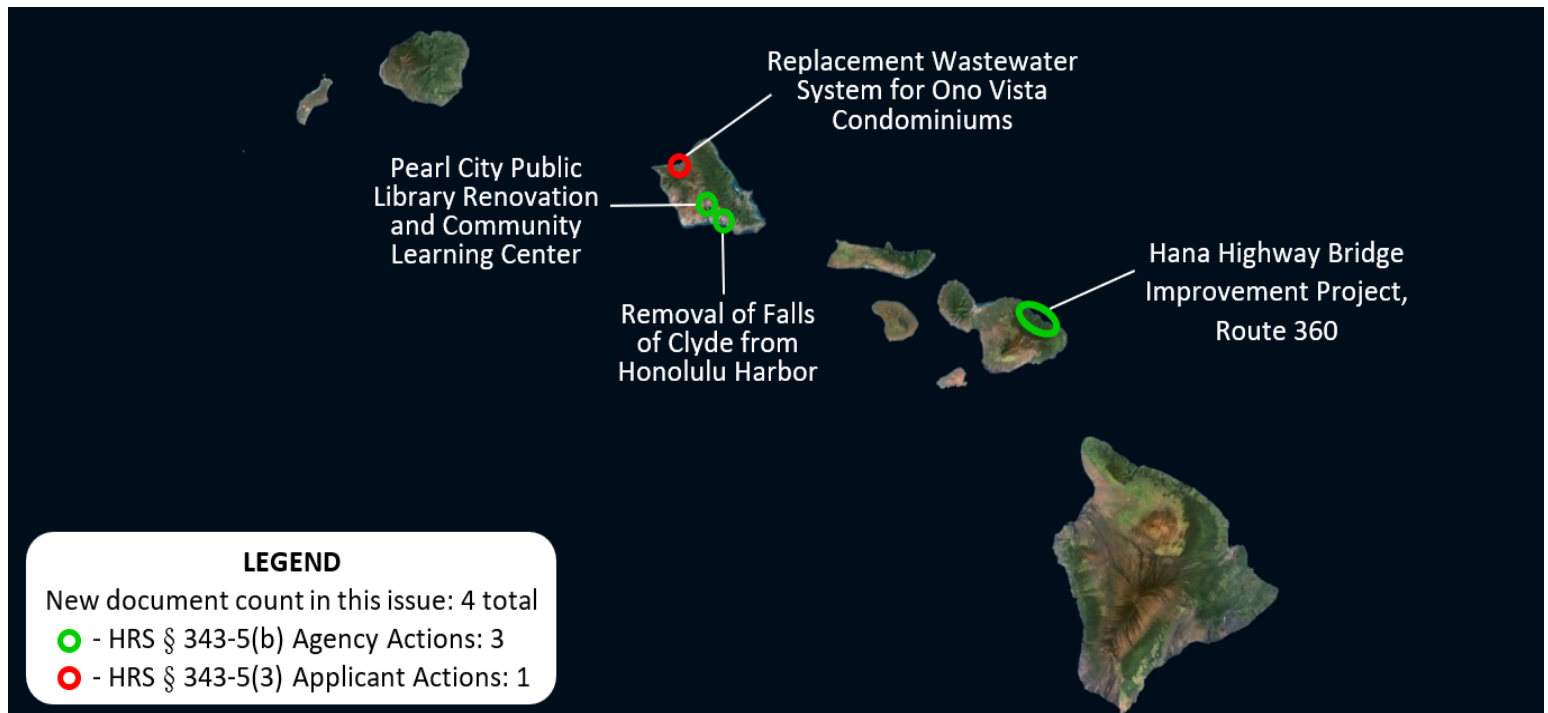 Replacement Wastewater
System for Ono Vista
Condominiums
Pearl City Public
Library Renovation
and Community
Learning Center
Removal of Falls
of Clyde from
Honolulu Harbor
Hana Highway Bridge
Improvement Project,
Route 360
LEGEND
New document count in this issue: 4 total
- HRS § 343-5(b) Agency Actions: 3
- HRS § 343-5(3) Applicant Actions: 1